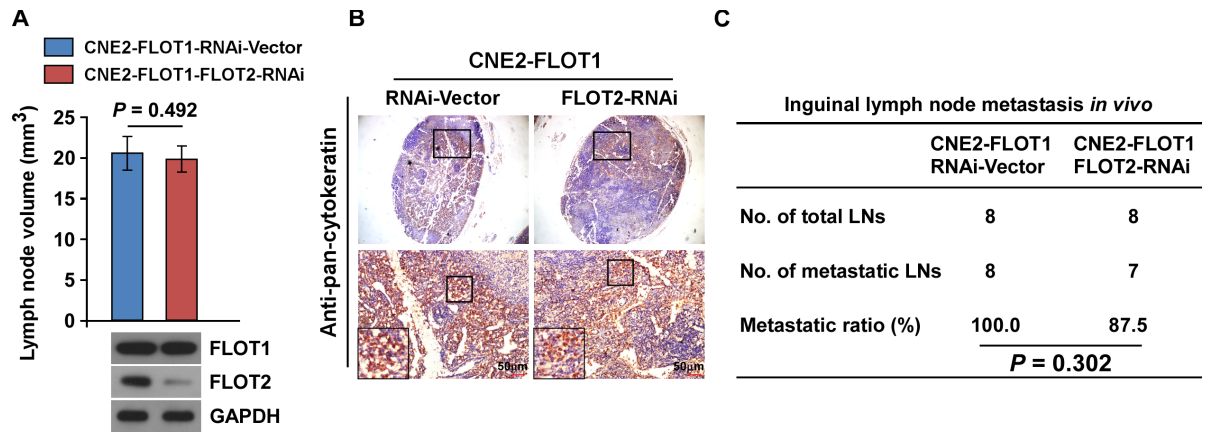 A
CNE2-FLOT1-RNAi-Vector
CNE2-FLOT1-FLOT2-RNAi
P = 0.492
Lymph node volume (mm³)
25
20
15
20
5
0
FLOT1
FLOT2
GAPDH
B
CNE2-FLOT1
RNAi-Vector
FLOT2-RNAi
Anti-pan-cytokeratin
50μm
50μm
C
Inguinal lymph node metastasis in vivo
CNE2-FLOT1 CNE2-FLOT1
RNAi-Vector FLOT2-RNAi
No. of total LNs 8 8
No. of metastatic LNs 8 7
Metastatic ratio (%) 100.0 87.5
P = 0.302